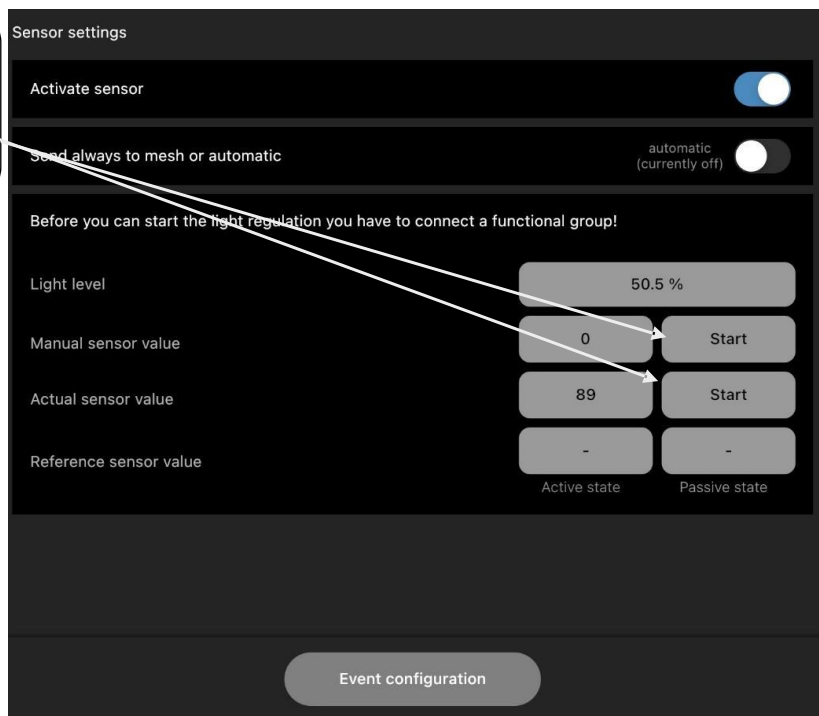 Sensor settings
Activate sensor
Send always to mesh or automatic
automatic
(currently off)
Before you can start the light regulation you have to connect a functional group!
Light level
50.5 %
Manual sensor value
0
Start
Actual sensor value
89
Start
Reference sensor value
-
-
Active state
Passive state
Event configuration